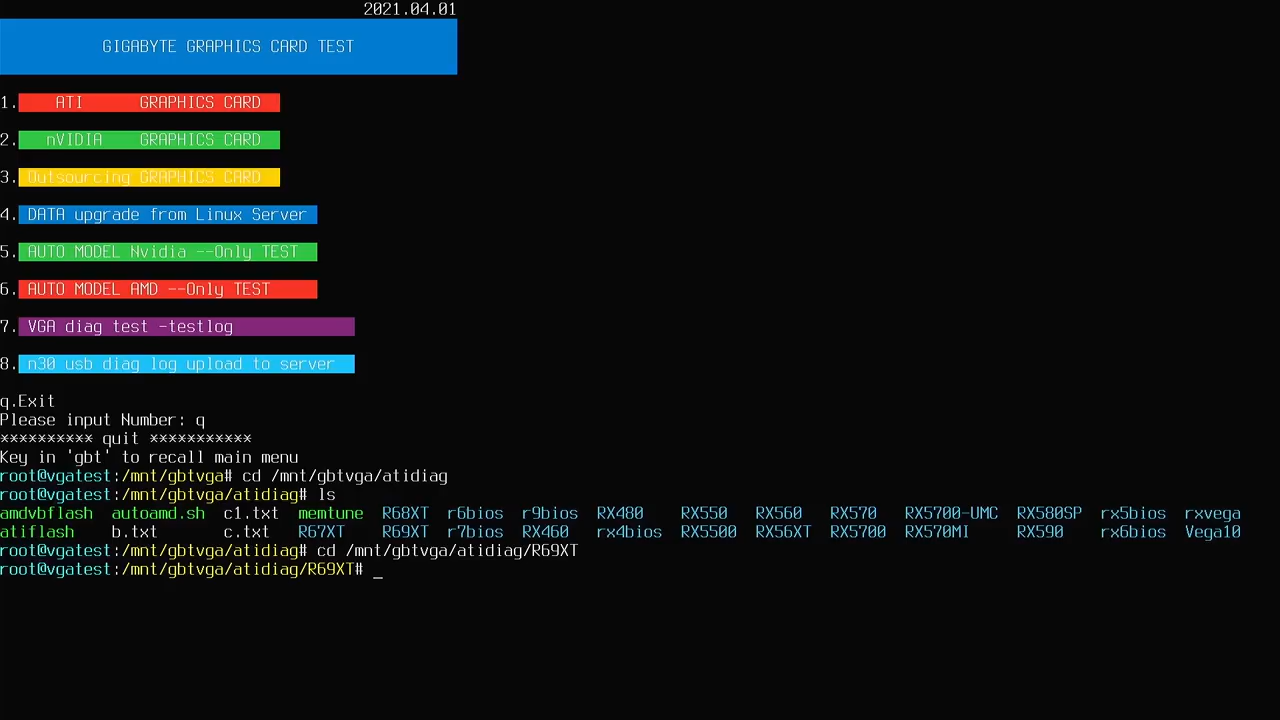 2021.04.01
GIGABYTE GRAPHICS CARD TEST
1. ATI GRAPHICS CARD
2. nVIDIA GRAPHICS CARD
3. Outsourcing GRAPHICS CARD
4. DATA upgrade from Linux Server
5. AUTO MODEL Nvidia --Only TEST
6. AUTO MODEL AMD --Only TEST
7. VGA diag test -testlog
8. n30 usb diag log upload to server
q.Exit
Please input Number: q
********** quit ***********
Key in 'gbt' to recall main menu
root@vgatest:/mnt/gbtvga# cd /mnt/gbtvga/atidiag
root@vgatest:/mnt/gbtvga/atidiag# ls
amdvbflash autoamd.sh c1.txt memtune R68XT r6bios r9bios RX480 RX550 RX560 RX570 RX5700-UMC RX580SP rx5bios rxvega
atiflash b.txt c.txt R67XT R69XT r7bios RX460 rx4bios RX5500 RX56XT RX5700 RX570MI RX590 rx6bios Vega10
root@vgatest:/mnt/gbtvga/atidiag# cd /mnt/gbtvga/atidiag/R69XT
root@vgatest:/mnt/gbtvga/atidiag/R69XT# _